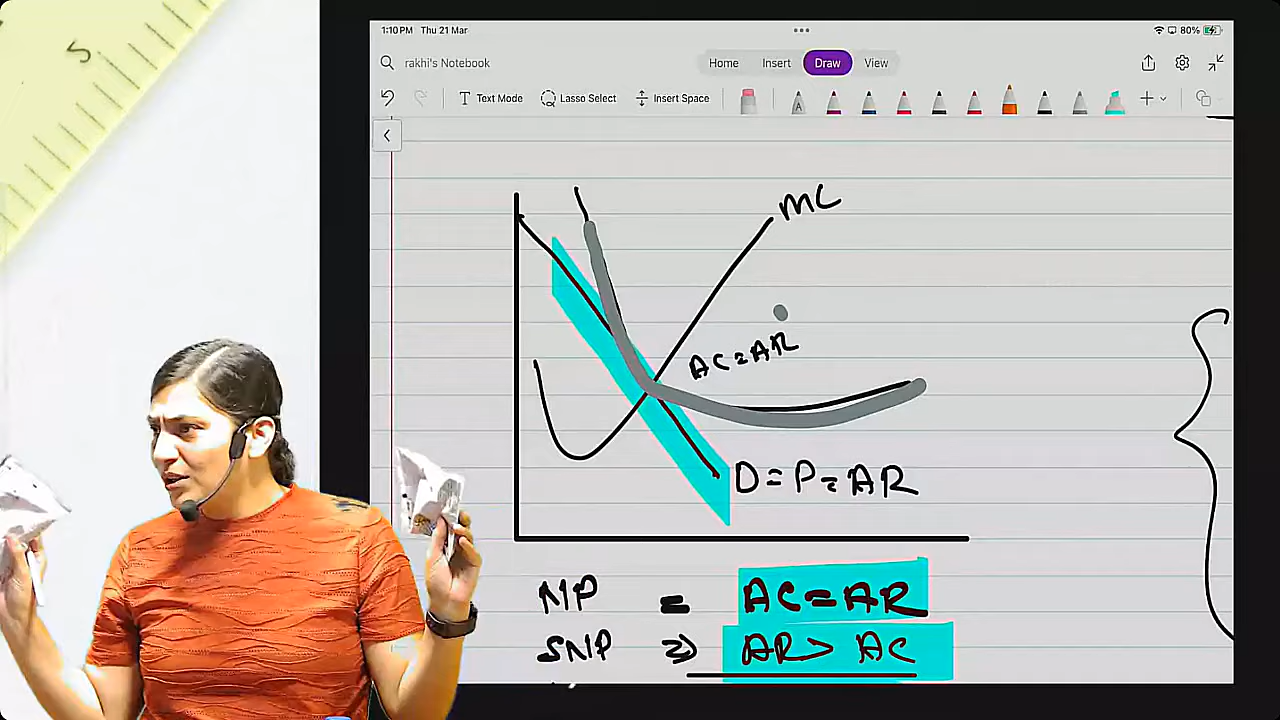 5
1:10 PM Thu 21 Mar
80%
rakhi's Notebook
Home Insert Draw View
Text Mode Lasso Select Insert Space
A
MC
AC=AR
D=P=AR
NP = AC=AR
SNP ⇒ AR> AC